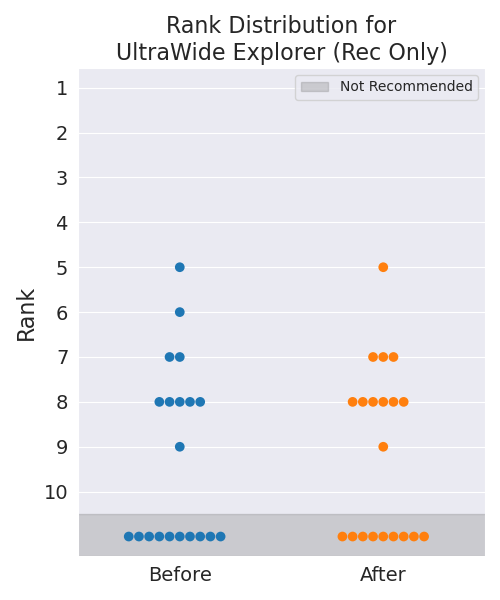 Rank Distribution for
UltraWide Explorer (Rec Only)
Not Recommended
1
2
3
4
5
6
7
8
9
10
Rank
Before
After